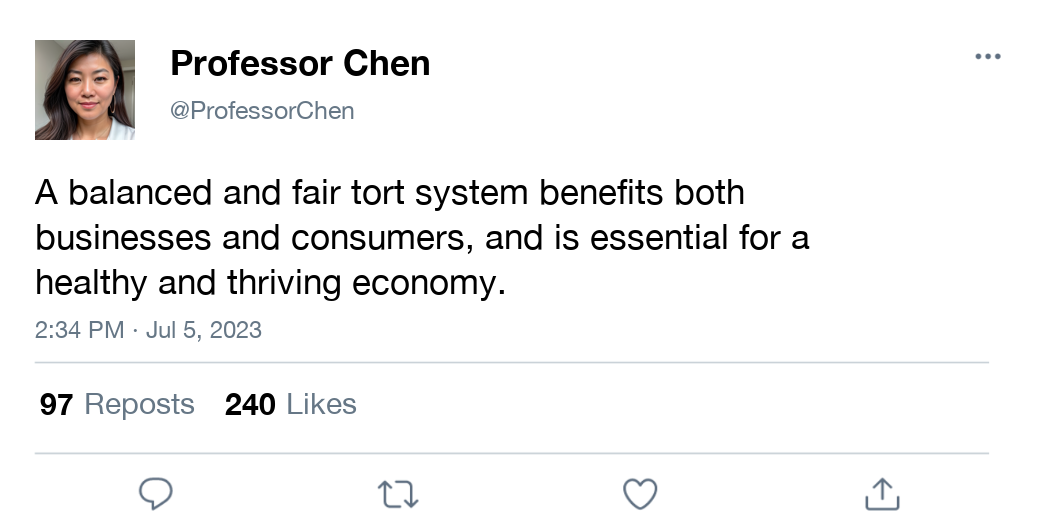 Professor Chen
@ProfessorChen
A balanced and fair tort system benefits both
businesses and consumers, and is essential for a
healthy and thriving economy.
2:34 PM · Jul 5, 2023
97 Reposts 240 Likes